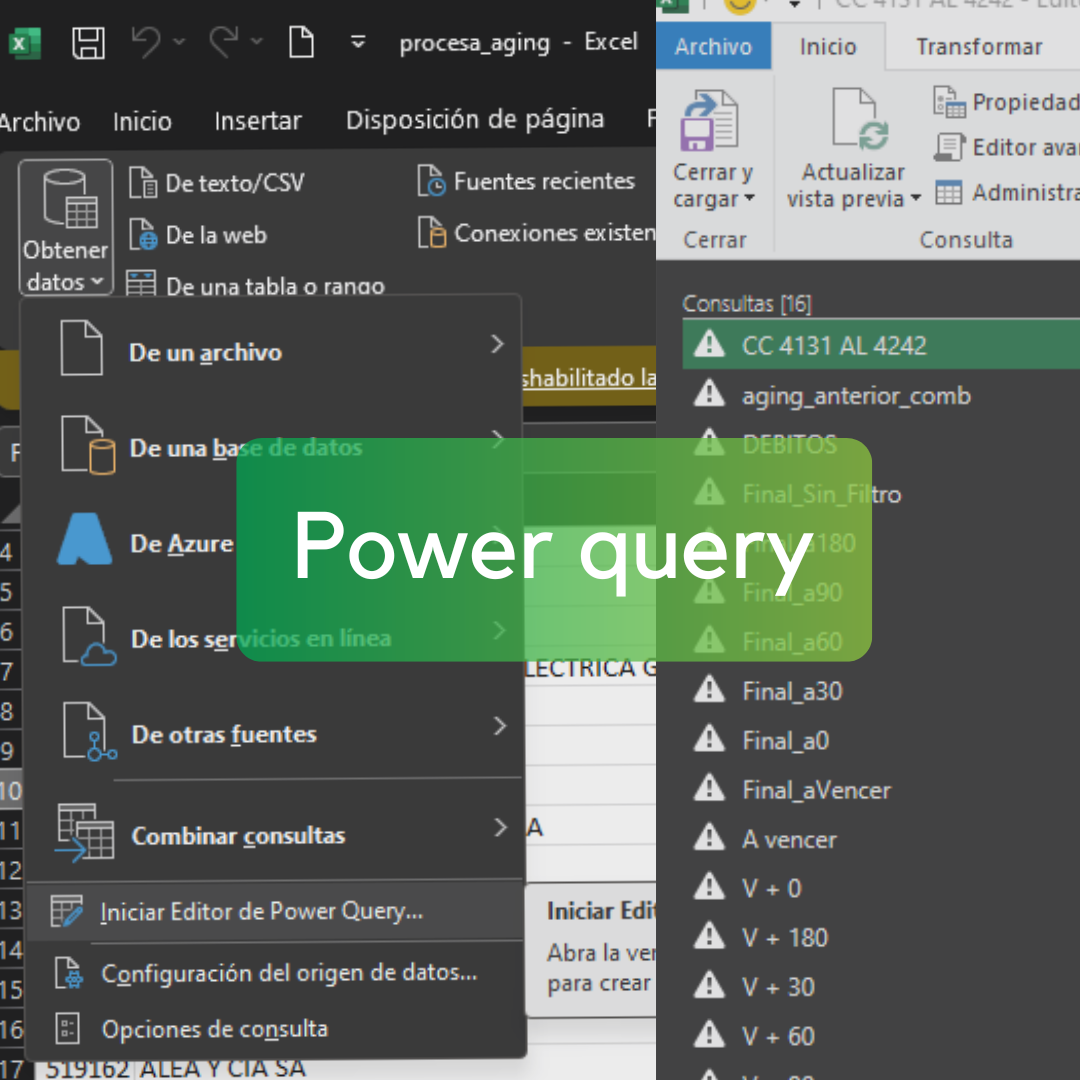 procesa_aging - Excel
Archivo Inicio Insertar Disposición de página
Obtener datos
De texto/CSV
De la web
De una tabla o rango
Fuentes recientes
Conexiones existen
De un archivo
De una base de datos
De Azure
De los servicios en línea
De otras fuentes
Combinar consultas
Iniciar Editor de Power Query...
Configuración del origen de datos...
Opciones de consulta
shabilitado la
F
4
5
6
7
8
9
10
11
12
13
14
15
16
17
LECTRICA G
A
Iniciar Edit
Abra la ver
para crear
519162 ALEA Y CIA SA
Power query
CC 4131 AL 4242 - Edito
Archivo Inicio Transformar
Cerrar y
cargar
Cerrar
Actualizar
vista previa
Propiedad
Editor avan
Administra
Consulta
Consultas [16]
CC 4131 AL 4242
aging_anterior_comb
DEBITOS
Final_Sin_Filtro
Final_a180
Final_a90
Final_a60
Final_a30
Final_a0
Final_aVencer
A vencer
V + 0
V + 180
V + 30
V + 60